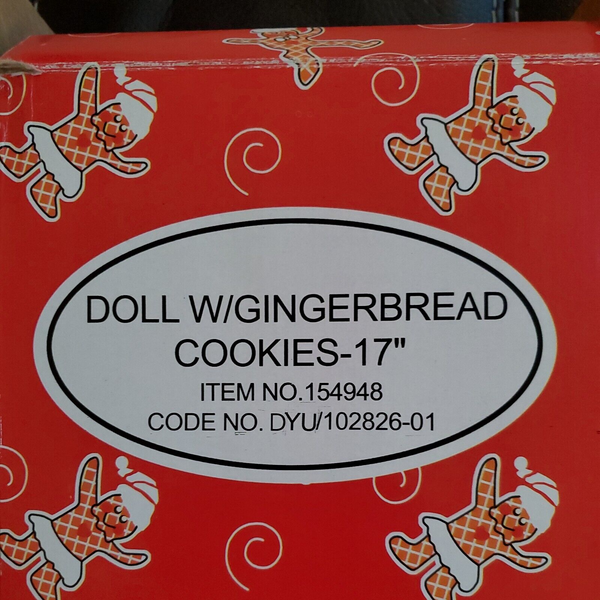 DOLL W/GINGERBREAD
COOKIES-17"
ITEM NO.154948
CODE NO. DYU/102826-01